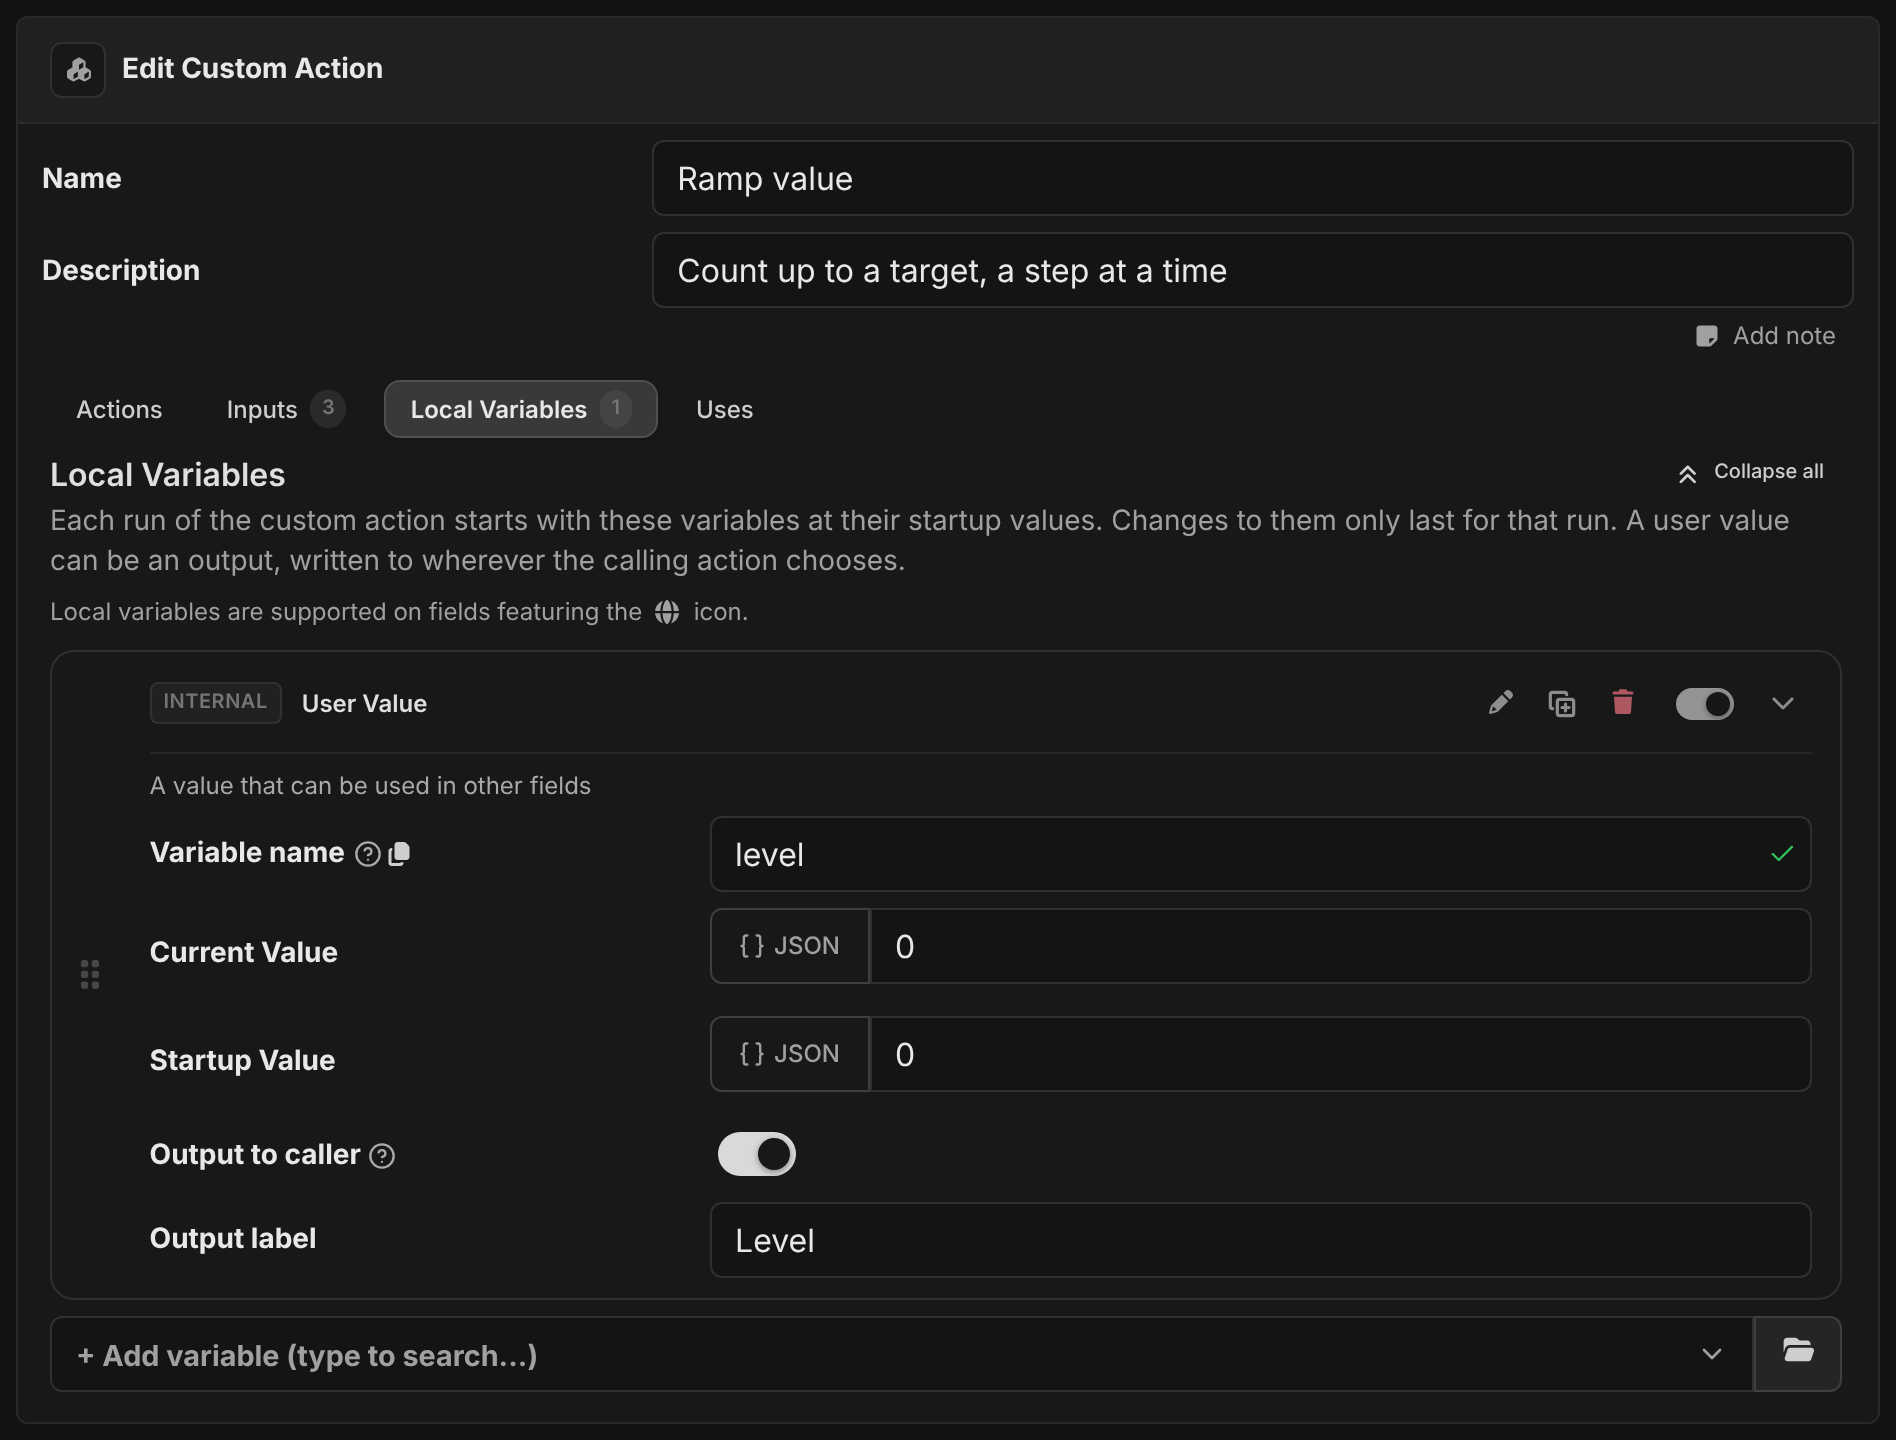 Edit Custom Action
Name
Ramp value
Description
Count up to a target, a step at a time
Add note
Actions
Inputs 3
Local Variables 1
Uses
Local Variables
Collapse all
Each run of the custom action starts with these variables at their startup values. Changes to them only last for that run. A user value
can be an output, written to wherever the calling action chooses.
Local variables are supported on fields featuring the icon.
INTERNAL User Value
A value that can be used in other fields
Variable name ?
level
Current Value
{} JSON 0
Startup Value
{} JSON 0
Output to caller ?
Output label
Level
+ Add variable (type to search...)